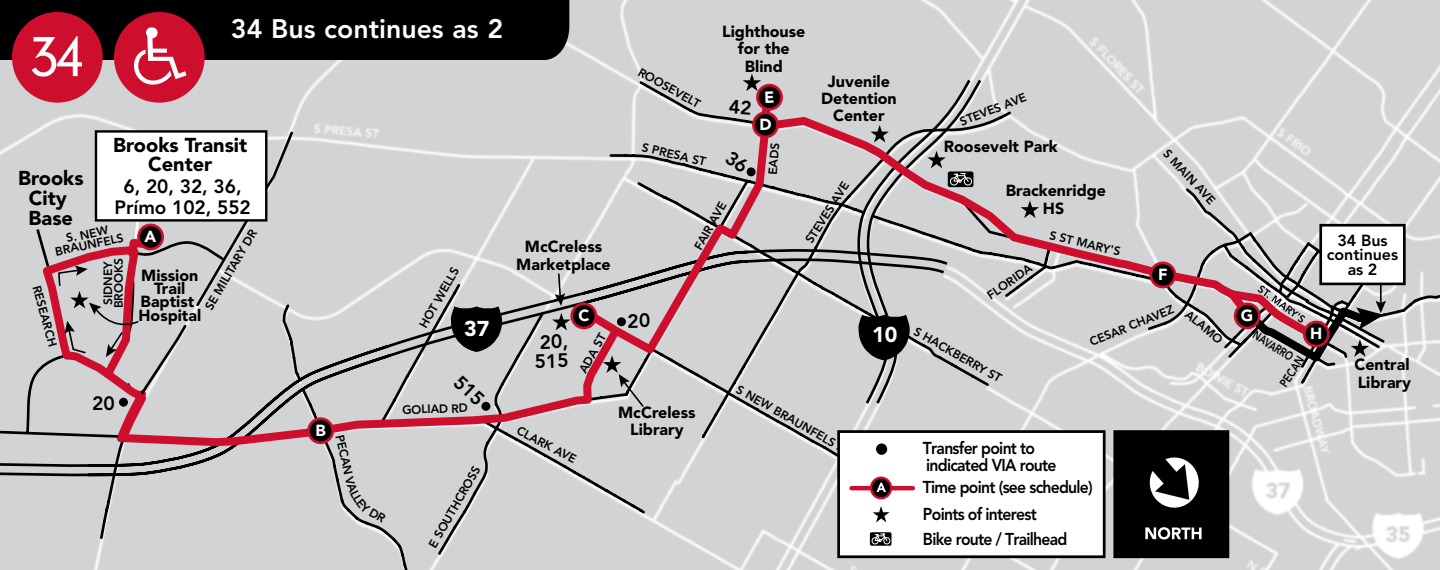 34
34 Bus continues as 2
Lighthouse
for the
Blind
ROOSEVELT
42
E
D
Juvenile
Detention
Center
STEVES AVE
S FLORES ST
S FRIO
S PRESA ST
S PRESA ST
36
EADS
Roosevelt Park
Brackenridge
HS
S MAIN AVE
Brooks Transit
Center
6, 20, 32, 36,
Prímo 102, 552
Brooks
City
Base
S. NEW
BRAUNFELS
A
SIDNEY
BROOKS
RESEARCH
Mission
Trail
Baptist
Hospital
SE MILITARY DR
20
HOT WELLS
37
McCreless
Marketplace
C
20
20,
515
ADA ST
FAIR AVE
STEVES AVE
S ST MARY'S
FLORIDA
F
34 Bus
continues
as 2
ST. MARY'S
G
H
CESAR CHAVEZ
ALAMO
NAVARRO
PECAN
Central
Library
10
S HACKBERRY ST
BOWIE ST
BROADWAY
515
GOLIAD RD
B
PECAN VALLEY DR
CLARK AVE
E SOUTHCROSS
McCreless
Library
S NEW BRAUNFELS
Transfer point to
indicated VIA route
A
Time point (see schedule)
Points of interest
Bike route / Trailhead
NORTH
37
35